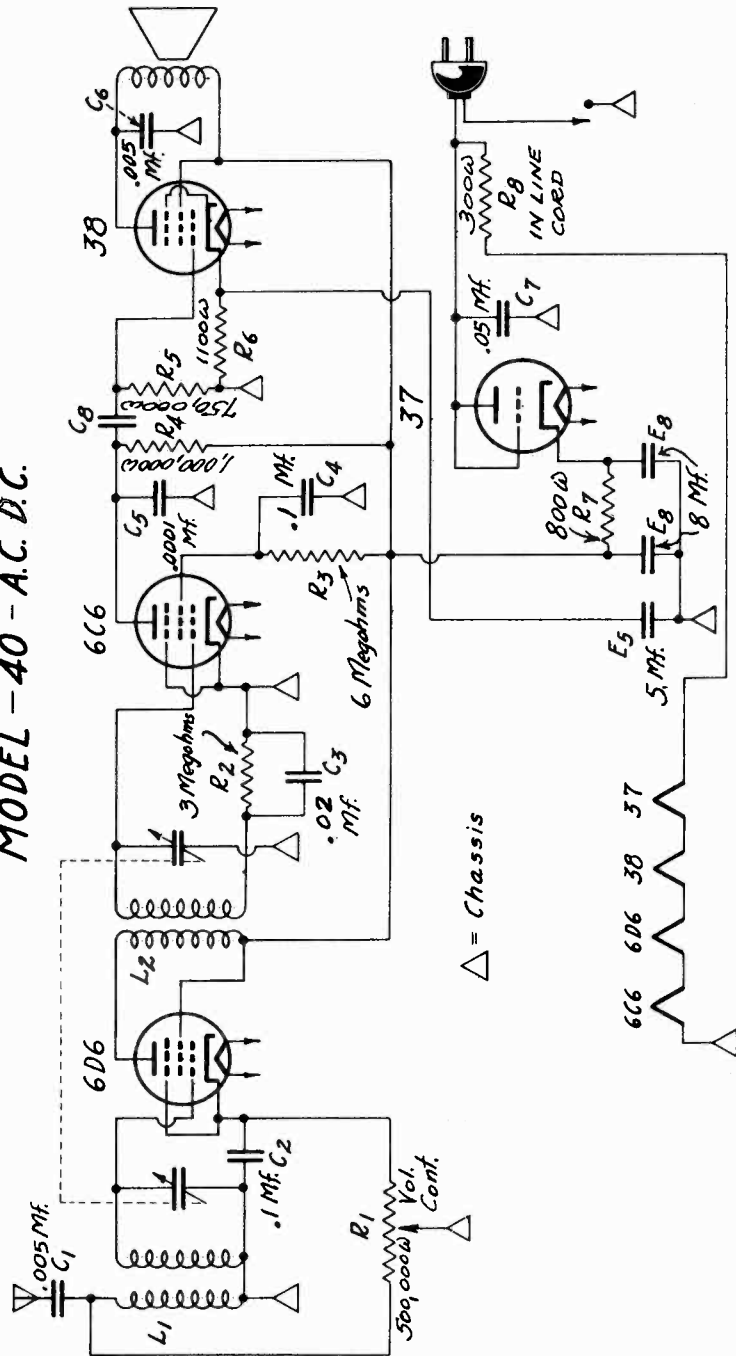 MODEL - 40 - A.C. D.C.
.005 Mf.
C1
L1
6D6
L2
.1 Mf. C2
R1
500,000ω
Vol.
Cont.
3 Megohms
R2
C3
.02
Mf.
6C6
C5
.0001
Mf.
C8
R4
1,000,000ω
R5
750,000ω
.1
Mf.
C4
R3
6 Megohms
38
1100ω
R6
.005
Mf.
C6
37
.05 Mf.
C7
300ω
R8
IN LINE
CORD
800ω
R7
E8
E8
8 Mf.
E5
5 Mf.
△ = Chassis
6C6
6D6
38
37